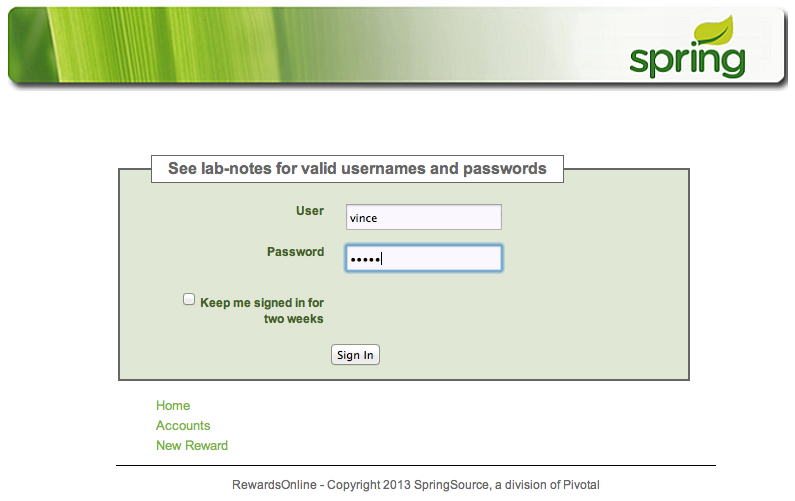 spring
See lab-notes for valid usernames and passwords
User
vince
Password
•••••
Keep me signed in for
two weeks
Sign In
Home
Accounts
New Reward
RewardsOnline - Copyright 2013 SpringSource, a division of Pivotal